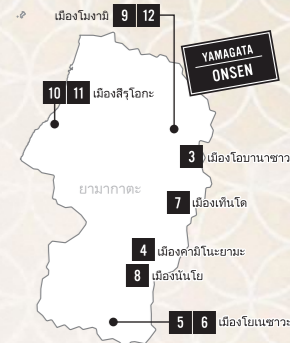 เมืองโมงามิ 9 12
YAMAGATA
ONSEN
10 11 เมืองสึรุโอกะ
3 เมืองโอบานาซาวะ
ยามากาตะ
7 เมืองเท็นโด
4 เมืองคามิโนะยามะ
8 เมืองนันโย
5 6 เมืองโยเนซาวะ